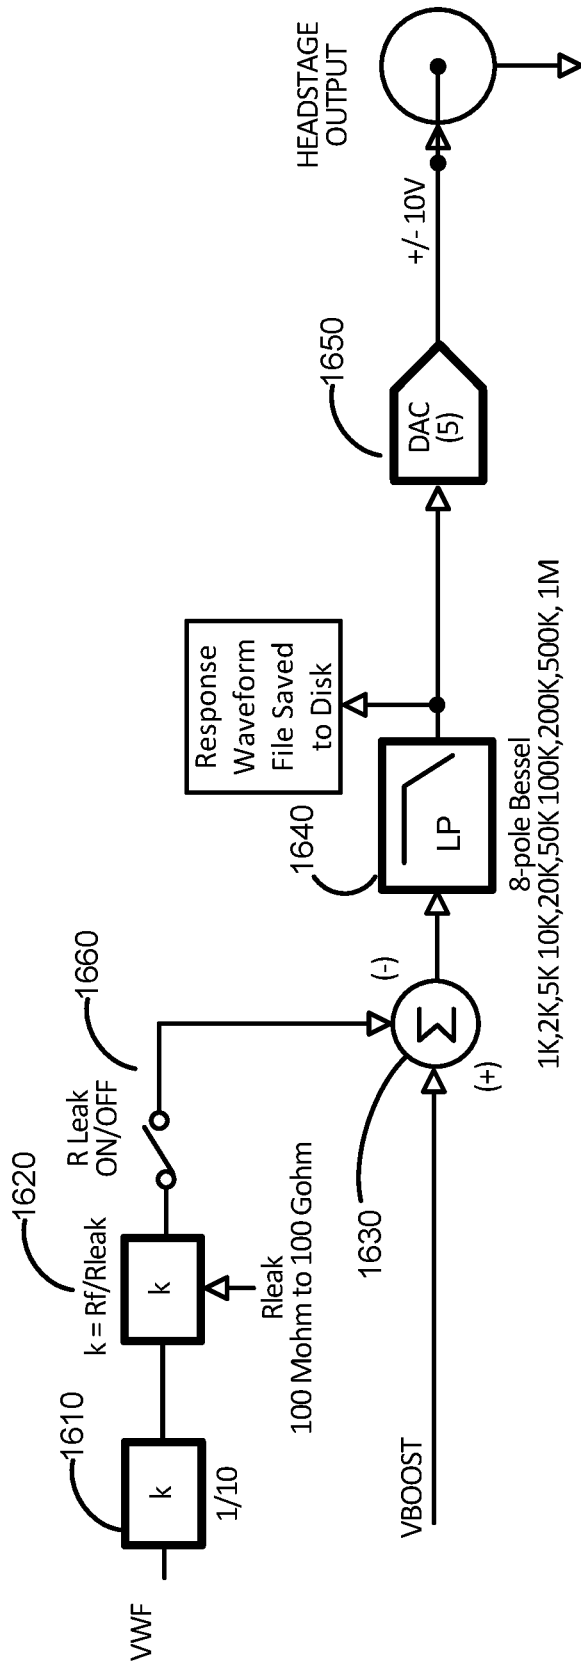 VWF
k
1/10
1610
k = Rf/Rleak
k
1620
Rleak
100 Mohm to 100 Gohm
R Leak
ON/OFF
1660
VBOOST
1630
Σ
(+)
(-)
1640
LP
8-pole Bessel
1K,2K,5K 10K,20K,50K 100K,200K,500K, 1M
Response
Waveform
File Saved
to Disk
DAC
(5)
1650
+/- 10V
HEADSTAGE
OUTPUT